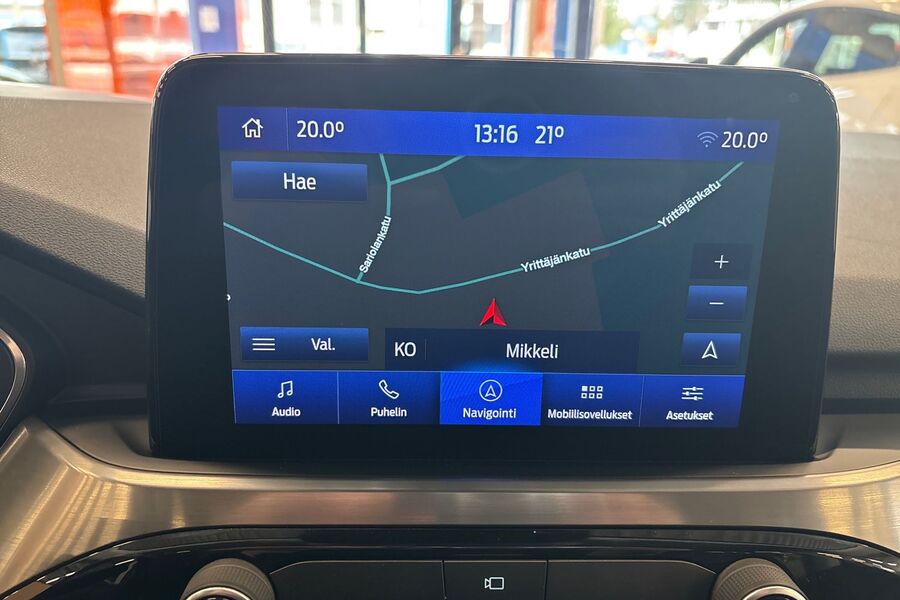 20.0° 13:16 21° 20.0°
Hae
Sariolankatu
Yrittäjänkatu
Yrittäjänkatu
+
−
Val.
KO Mikkeli
Audio Puhelin Navigointi Mobiilisovellukset Asetukset